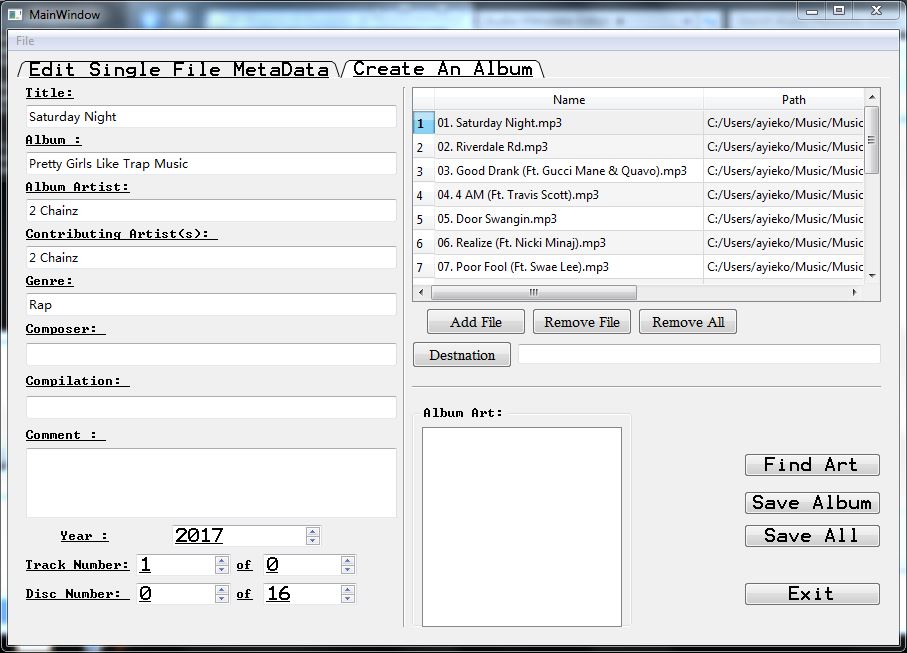 MainWindow
File
Edit Single File MetaData
Create An Album
Title:
Saturday Night
Album :
Pretty Girls Like Trap Music
Album Artist:
2 Chainz
Contributing Artist(s):
2 Chainz
Genre:
Rap
Composer:
Compilation:
Comment :
Year : 2017
Track Number: 1 of 0
Disc Number: 0 of 16
Name Path
1 01. Saturday Night.mp3 C:/Users/ayieko/Music/Music
2 02. Riverdale Rd.mp3 C:/Users/ayieko/Music/Music
3 03. Good Drank (Ft. Gucci Mane & Quavo).mp3 C:/Users/ayieko/Music/Music
4 04. 4 AM (Ft. Travis Scott).mp3 C:/Users/ayieko/Music/Music
5 05. Door Swangin.mp3 C:/Users/ayieko/Music/Music
6 06. Realize (Ft. Nicki Minaj).mp3 C:/Users/ayieko/Music/Music
7 07. Poor Fool (Ft. Swae Lee).mp3 C:/Users/ayieko/Music/Music
Add File Remove File Remove All
Destnation
Album Art:
Find Art
Save Album
Save All
Exit